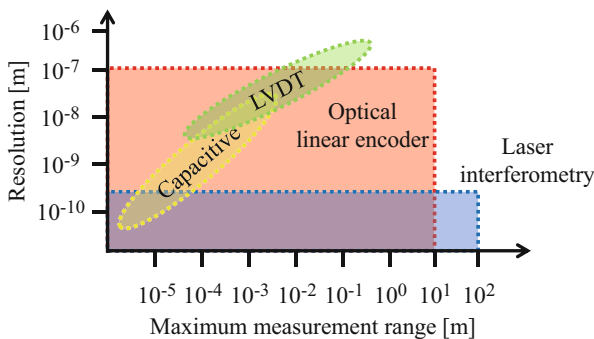 Resolution [m]
10⁻⁶
10⁻⁷
10⁻⁸
10⁻⁹
10⁻¹⁰
LVDT
Capacitive
Optical
linear encoder
Laser
interferometry
10⁻⁵ 10⁻⁴ 10⁻³ 10⁻² 10⁻¹ 10⁰ 10¹ 10²
Maximum measurement range [m]